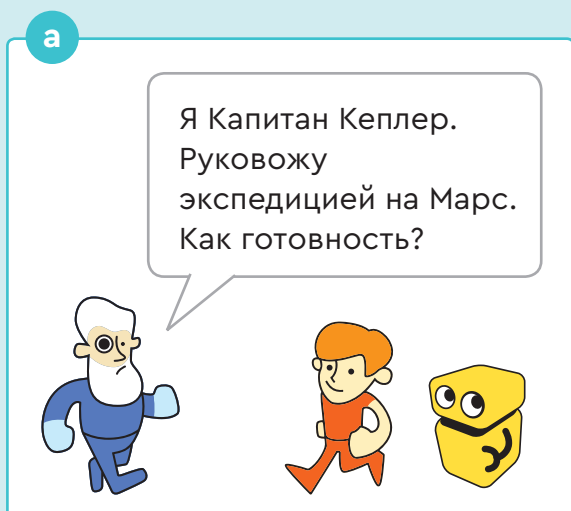 а
Я Капитан Кеплер.
Руковожу
экспедицией на Марс.
Как готовность?